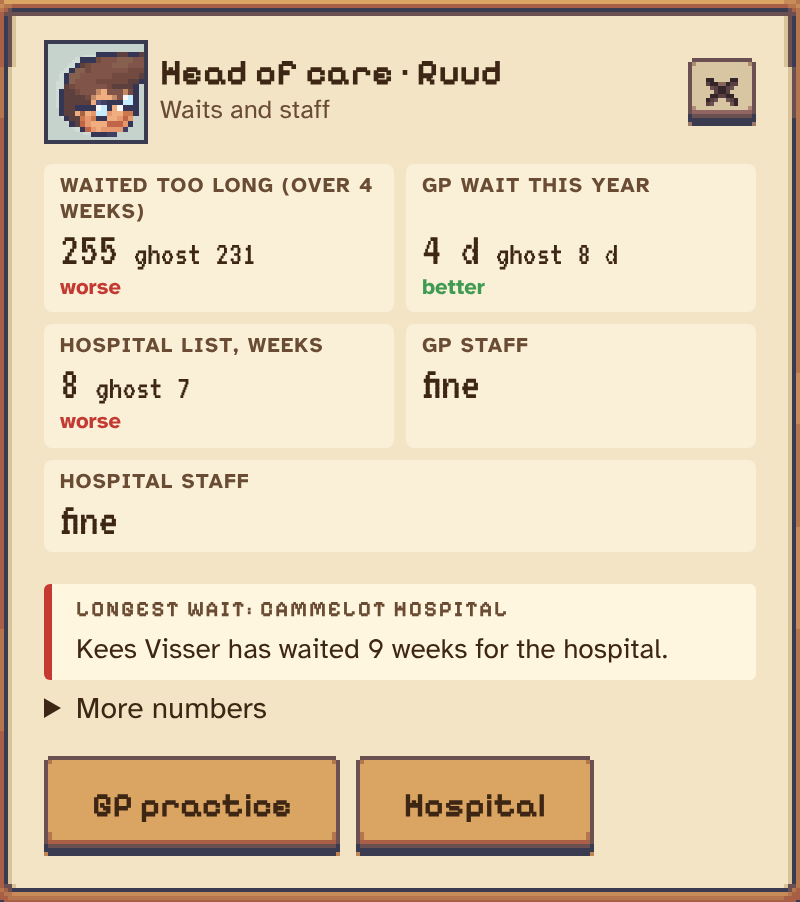 Head of care · Ruud
Waits and staff
WAITED TOO LONG (OVER 4
WEEKS)
255 ghost 231
worse
GP WAIT THIS YEAR
4 d ghost 8 d
better
HOSPITAL LIST, WEEKS
8 ghost 7
worse
GP STAFF
fine
HOSPITAL STAFF
fine
LONGEST WAIT: CAMMELOT HOSPITAL
Kees Visser has waited 9 weeks for the hospital.
More numbers
GP practice
Hospital